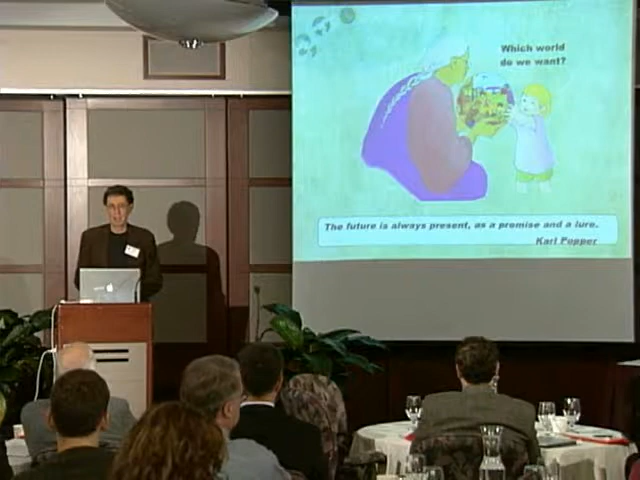 Which world
do we want?
The future is always present, as a promise and a lure.
Karl Popper